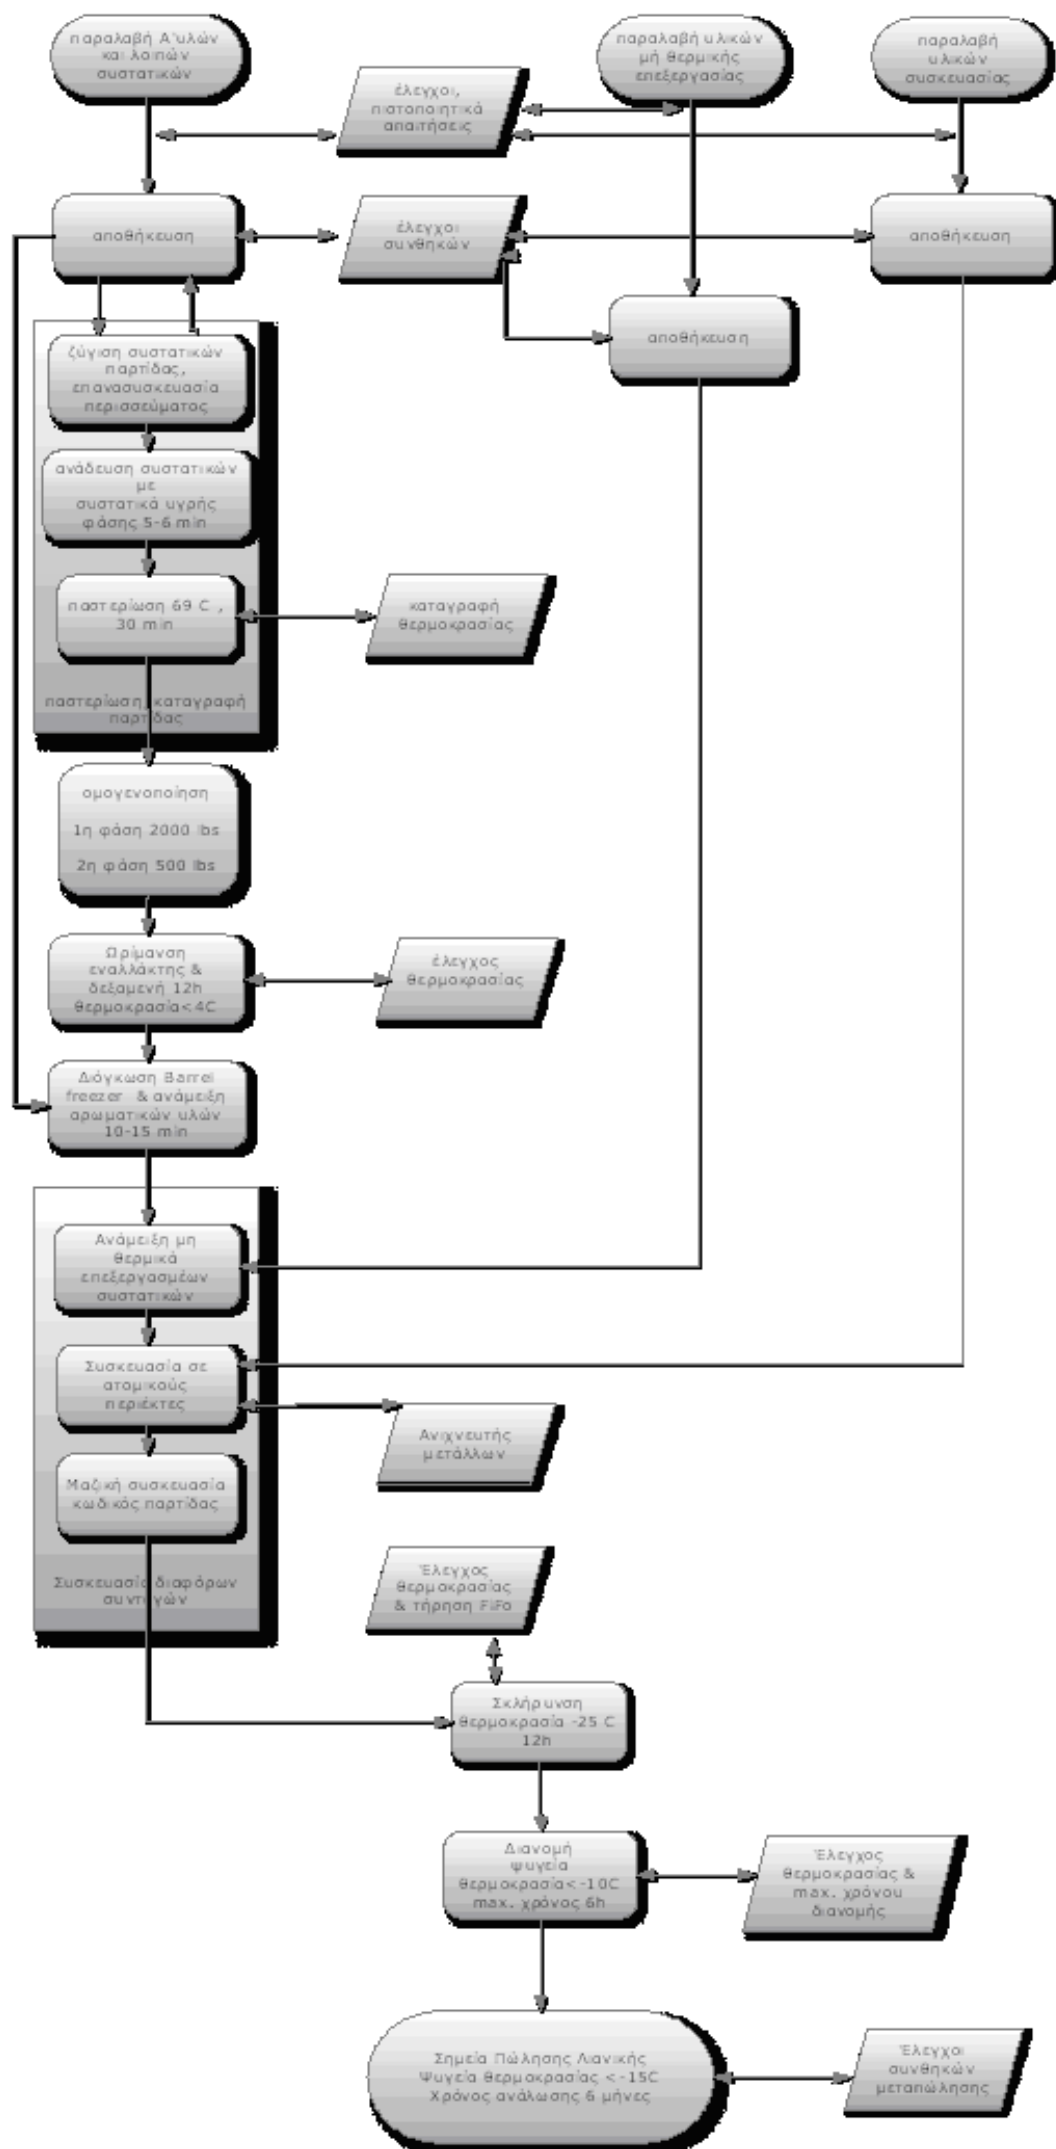 παραλαβή Α'υλών
και λοιπών
συστατικών
παραλαβή υλικών
μή θερμικής
επεξεργασίας
παραλαβή
υλικών
συσκευασίας
έλεγχοι,
πιστοποιητικά
απαιτήσεις
αποθήκευση
έλεγχοι
συνθηκών
αποθήκευση
αποθήκευση
ζύγιση συστατικών
παρτίδας,
επανασυσκευασία
περισσεύματος
ανάδευση συστατικών
με
συστατικά υγρής
φάσης 5-6 min
παστερίωση 69 C ,
30 min
καταγραφή
θερμοκρασίας
παστερίωση, καταγραφή
παρτίδας
ομογενοποίηση
1η φάση 2000 lbs
2η φάση 500 lbs
Ωρίμανση
εναλλάκτης &
δεξαμενή 12h
θερμοκρασία<4C
έλεγχος
θερμοκρασίας
Διόγκωση Barrel
freezer & ανάμειξη
αρωματικών υλών
10-15 min
Ανάμειξη μη
θερμικά
επεξεργασμέων
συστατικών
Συσκευασία σε
ατομικούς
περιέκτες
Ανιχνευτής
μετάλλων
Μαζική συσκευασία
κωδικός παρτίδας
Συσκευασία διαφόρων
συνταγών
Έλεγχος
θερμοκρασίας
& τήρηση FiFo
Σκλήρυνση
θερμοκρασία -25 C
12h
Διανομή
ψυγεία
θερμοκρασία<-10C
max. χρόνος 6h
Έλεγχος
θερμοκρασίας &
max. χρόνου
διανομής
Σημεία Πώλησης Λιανικής
Ψυγεία θερμοκρασίας <-15C
Χρόνος ανάλωσης 6 μήνες
Έλεγχοι
συνθηκών
μεταπώλησης